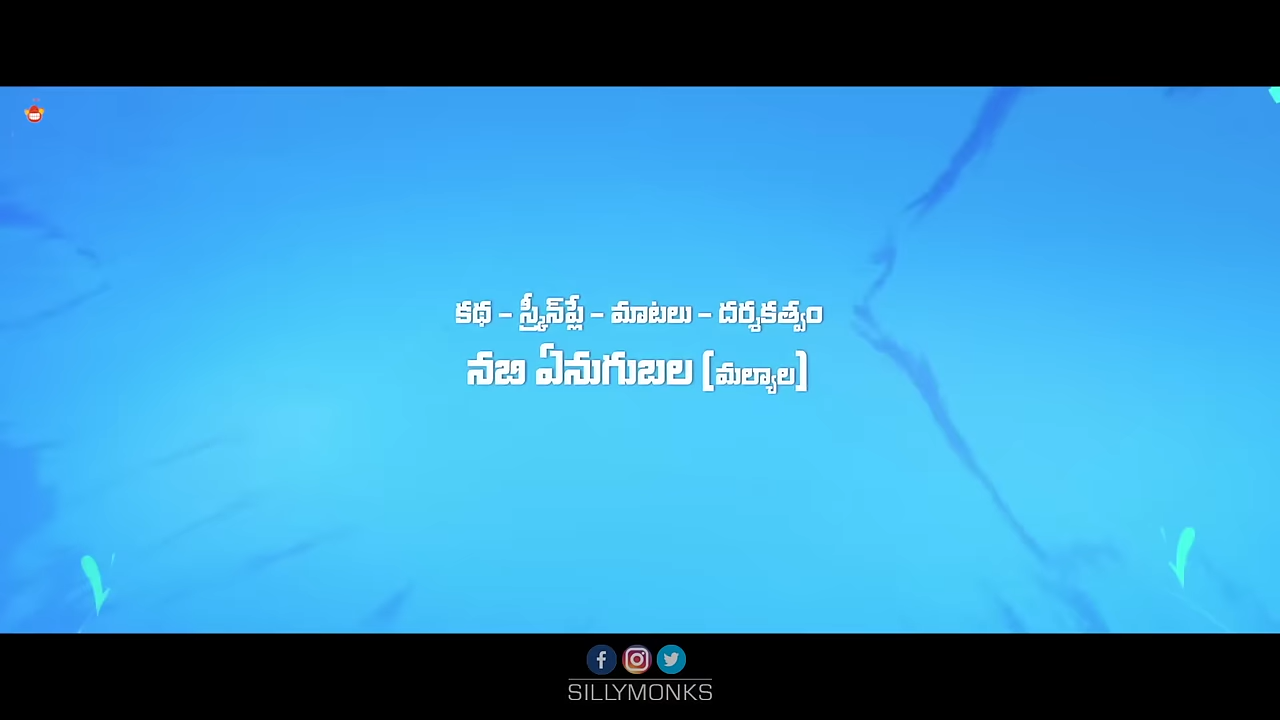 కథ - స్క్రీన్‌ప్లే - మాటలు - దర్శకత్వం
నబి ఏనుగుబల [మల్యాల]
SILLYMONKS